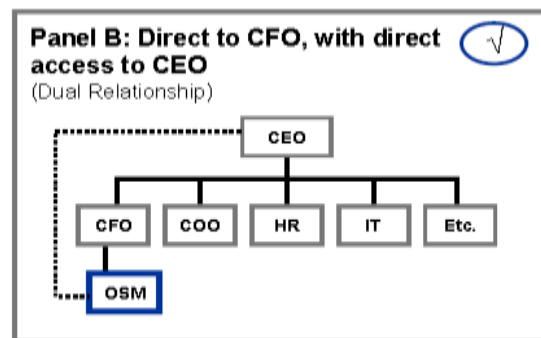 Panel B: Direct to CFO, with direct
access to CEO
(Dual Relationship)
CEO
CFO COO HR IT Etc.
OSM